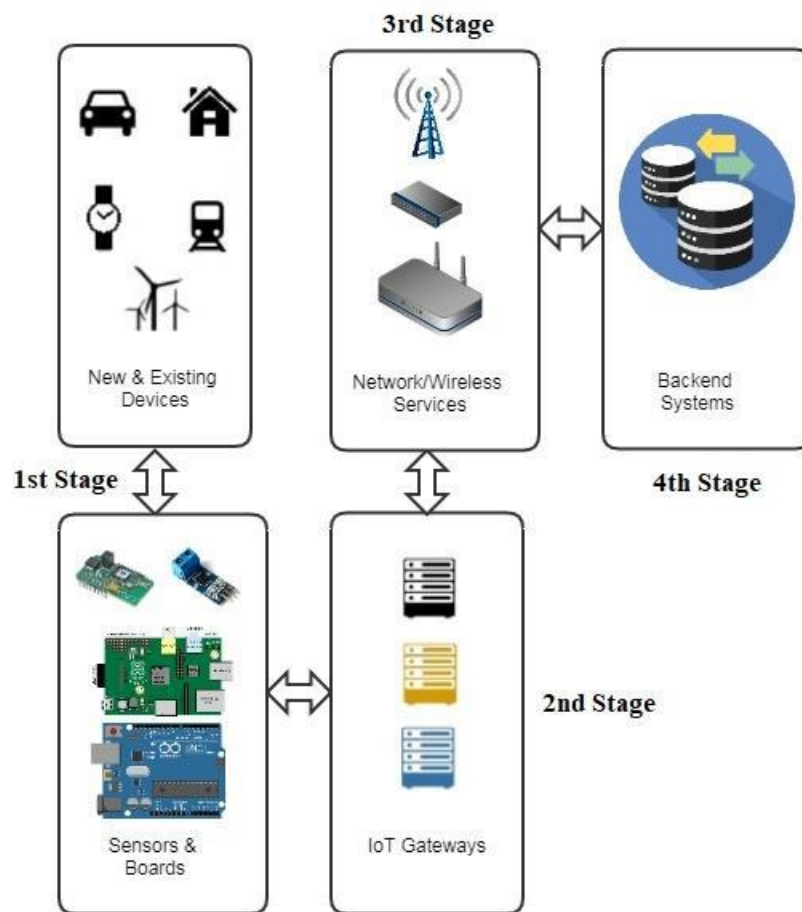 3rd Stage
New & Existing
Devices
Network/Wireless
Services
Backend
Systems
1st Stage
4th Stage
2nd Stage
Sensors &
Boards
IoT Gateways